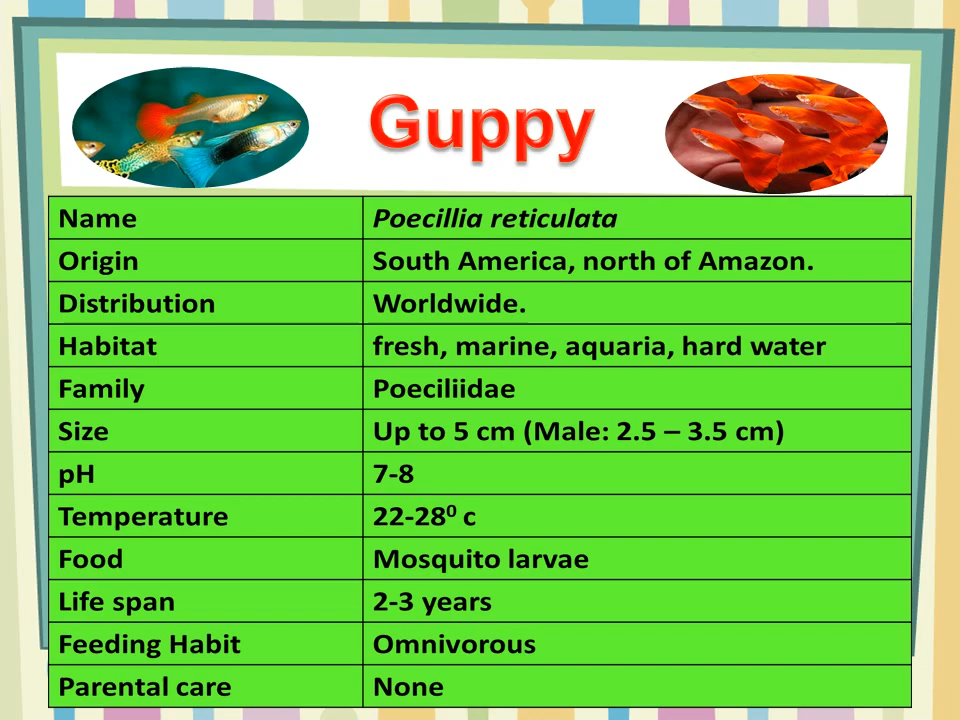 Guppy
Name Poecillia reticulata
Origin South America, north of Amazon.
Distribution Worldwide.
Habitat fresh, marine, aquaria, hard water
Family Poeciliidae
Size Up to 5 cm (Male: 2.5 – 3.5 cm)
pH 7-8
Temperature 22-28⁰ c
Food Mosquito larvae
Life span 2-3 years
Feeding Habit Omnivorous
Parental care None